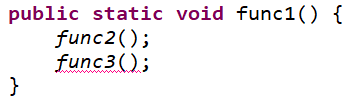 public static void func1() {
    func2();
    func3();
}